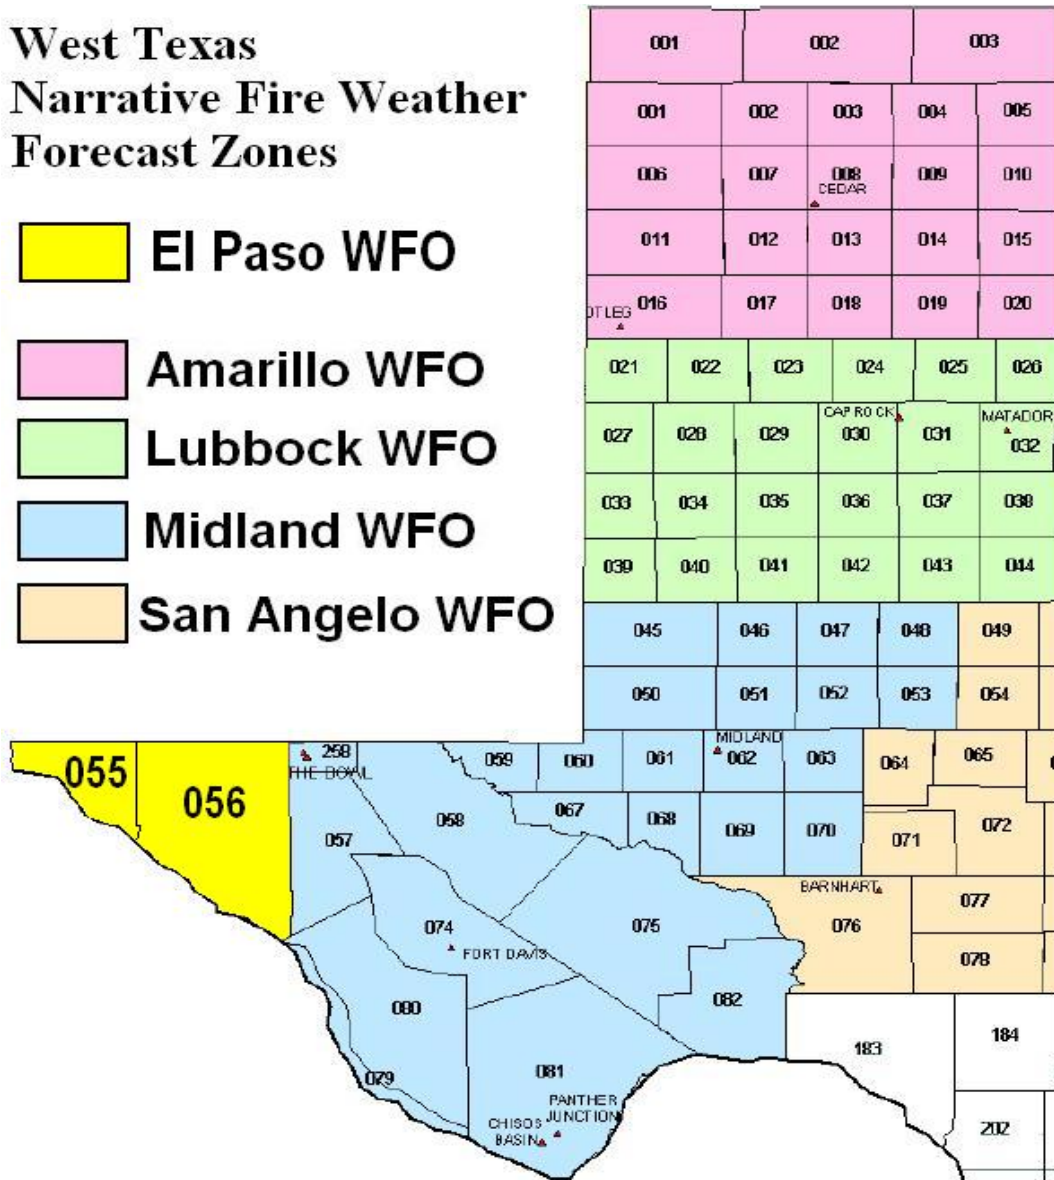 West Texas
Narrative Fire Weather
Forecast Zones
El Paso WFO
Amarillo WFO
Lubbock WFO
Midland WFO
San Angelo WFO
001 002 003
001 002 003 004 005
006 007 008 009 010
CEDAR
011 012 013 014 015
016 017 018 019 020
OTLEG
021 022 023 024 025 026
CAPROCK MATADOR
027 028 029 030 031 032
033 034 035 036 037 038
039 040 041 042 043 044
045 046 047 048 049
050 051 052 053 054
MIDLAND
055 056 258 059 060 061 062 063 064 065
THE BOWL
057 058 067 068 069 070 071 072
BARNHART
074 075 076 077
FORT DAVIS
078
080 082
183 184
079 081
PANTHER
JUNCTION
CHISOS
BASIN
202